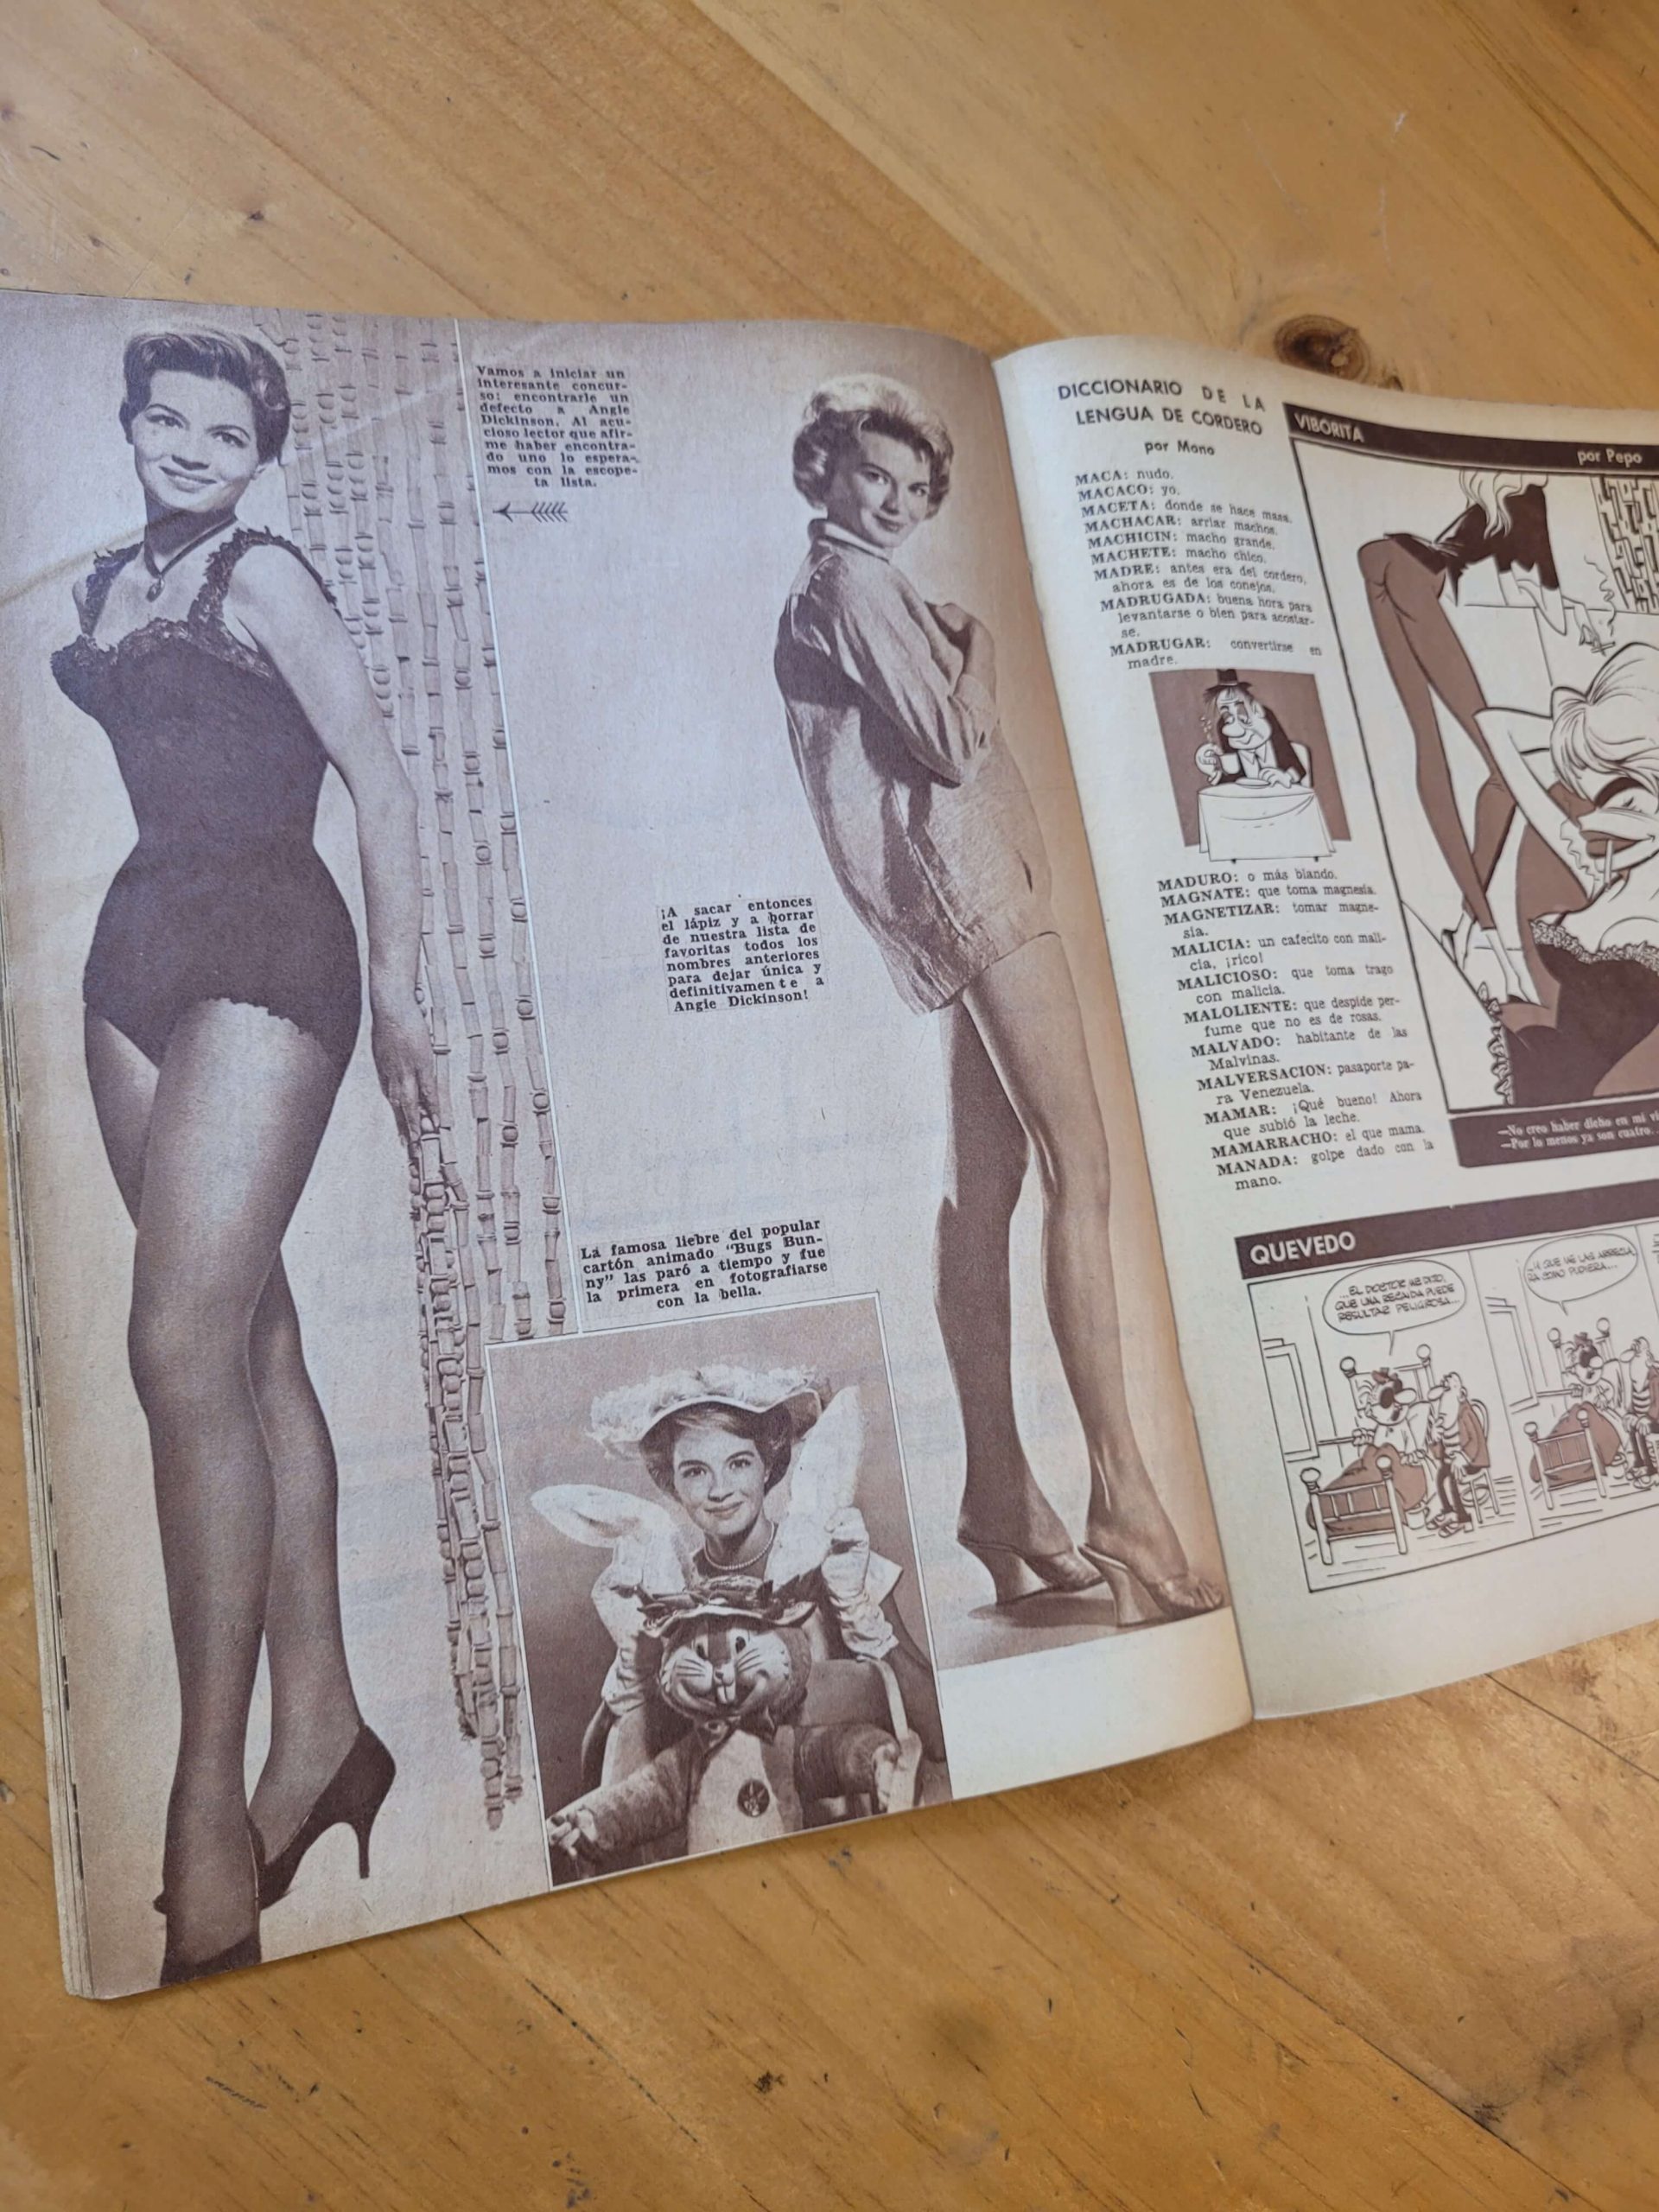 Vamos a iniciar un
interesante concur-
so: encontrarle un
defecto a Angie
Dickinson. Al acu-
cioso lector que afir-
me haber encontra-
do uno lo espera-
mos con la escope-
ta lista.
¡A sacar entonces
el lápiz y a borrar
de nuestra lista de
favoritas todos los
nombres anteriores
para dejar única y
definitivamente a
Angie Dickinson!
La famosa liebre del popular
cartón animado "Bugs Bun-
ny" las paró a tiempo y fue
la primera en fotografiarse
con la bella.
DICCIONARIO DE LA
LENGUA DE CORDERO
por Mono
MACA: nudo.
MACACO: yo.
MACETA: donde se hace masa.
MACHACAR: arriar machos.
MACHICIN: macho grande.
MACHETE: macho chico.
MADRE: antes era del cordero,
ahora es de los conejos.
MADRUGADA: buena hora para
levantarse o bien para acostar-
se.
MADRUGAR: convertirse en
madre.
MADURO: o más blando.
MAGNATE: que toma magnesia.
MAGNETIZAR: tomar magne-
sia.
MALICIA: un cafecito con mali-
cia, ¡rico!
MALICIOSO: que toma trago
con malicia.
MALOLIENTE: que despide per-
fume que no es de rosas.
MALVADO: habitante de las
Malvinas.
MALVERSACION: pasaporte pa-
ra Venezuela.
MAMAR: ¡Qué bueno! Ahora
que subió la leche.
MAMARRACHO: el que mama.
MANADA: golpe dado con la
mano.
VIBORITA
por Pepo
—No creo haber dicho en mi vi
—Por lo menos ya son cuatro...
QUEVEDO
...EL DOCTOR ME DIJO
QUE UNA RECAIDA PUEDE
RESULTAR PELIGROSA...
...Y QUE ME LAS ARREGLA
RA COMO PUDIERA...